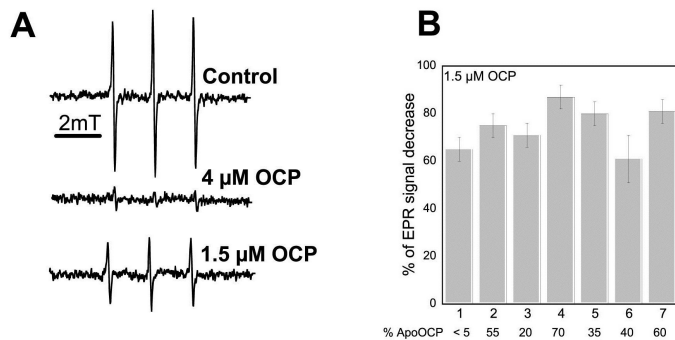 A
Control
2mT
4 µM OCP
1.5 µM OCP
B
1.5 µM OCP
% of EPR signal decrease
100
80
60
40
20
0
1 2 3 4 5 6 7
% ApoOCP < 5 55 20 70 35 40 60